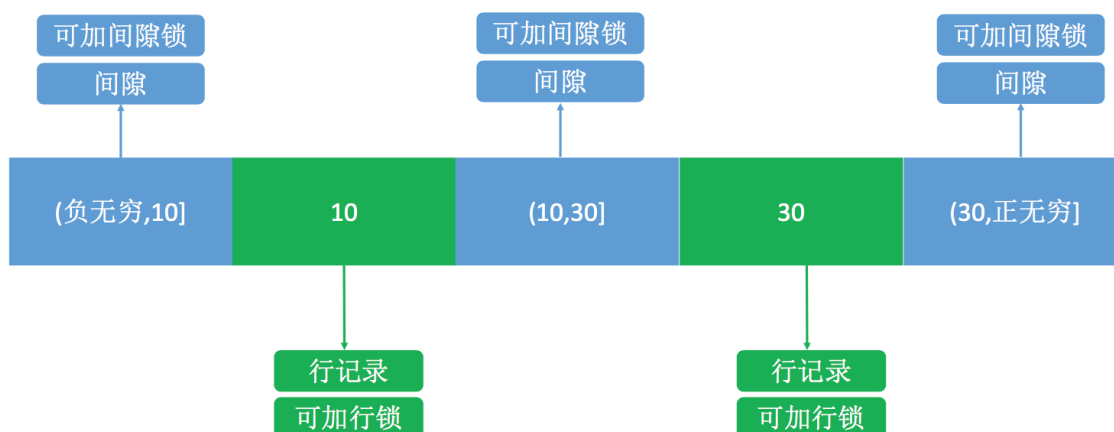 可加间隙锁
间隙
可加间隙锁
间隙
可加间隙锁
间隙
(负无穷,10]
10
(10,30]
30
(30,正无穷]
行记录
可加行锁
行记录
可加行锁